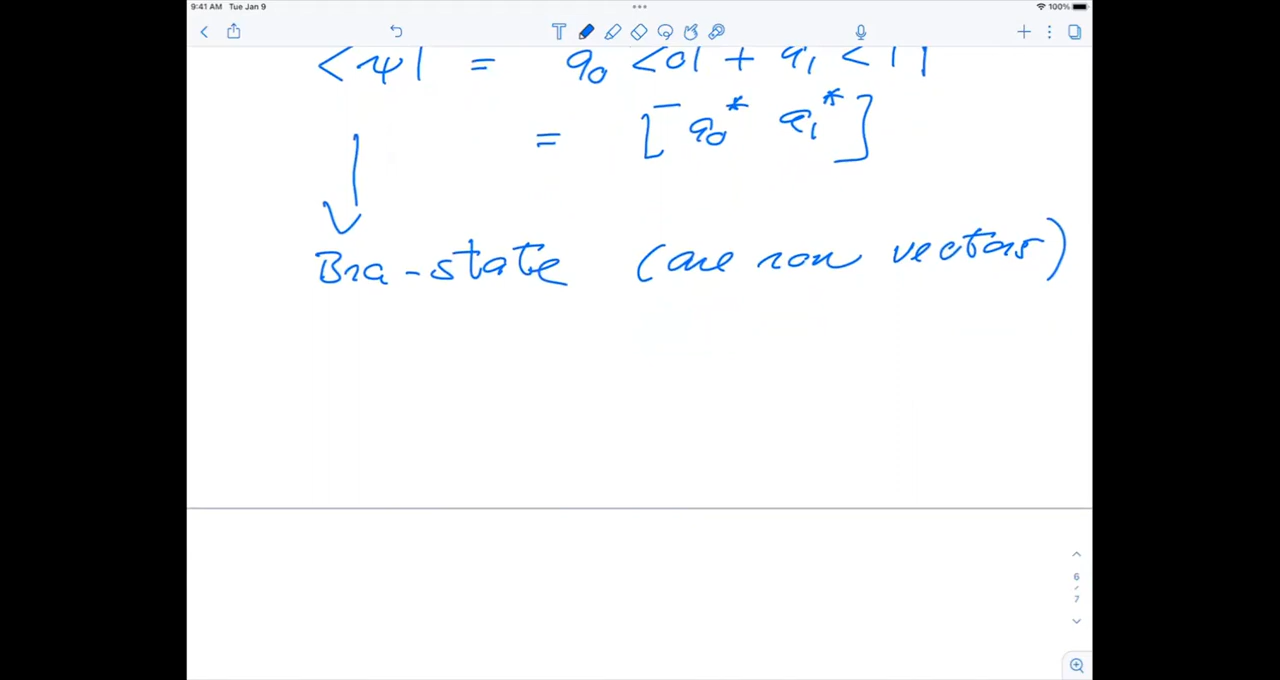 9:41 AM Tue Jan 9
100%
<ψ| = a₀ <0| + a₁ <1|
= [ a₀* a₁* ]
Bra-state (are row vectors)
6
7